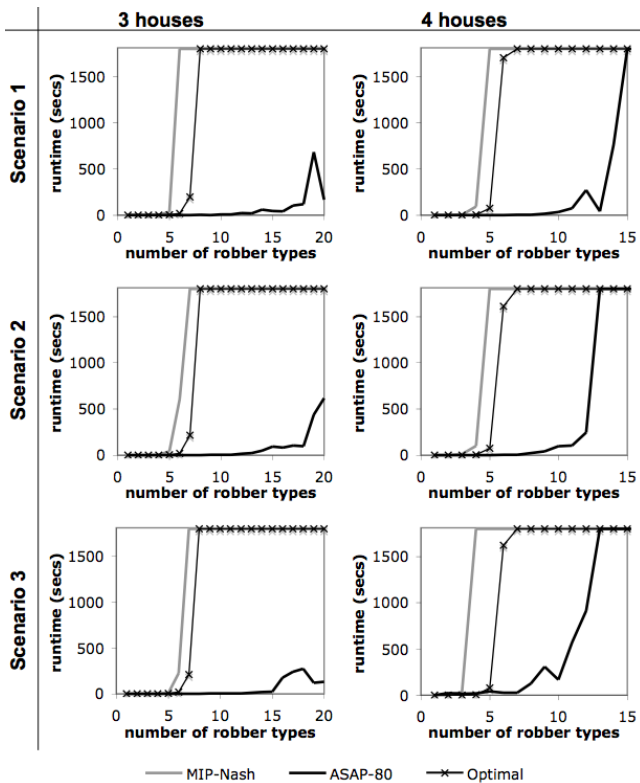 3 houses
4 houses
Scenario 1
runtime (secs)
1500
1000
500
0
0 5 10 15 20
number of robber types
runtime (secs)
1500
1000
500
0
0 5 10 15
number of robber types
Scenario 2
runtime (secs)
1500
1000
500
0
0 5 10 15 20
number of robber types
runtime (secs)
1500
1000
500
0
0 5 10 15
number of robber types
Scenario 3
runtime (secs)
1500
1000
500
0
0 5 10 15 20
number of robber types
runtime (secs)
1500
1000
500
0
0 5 10 15
number of robber types
MIP-Nash ASAP-80 Optimal